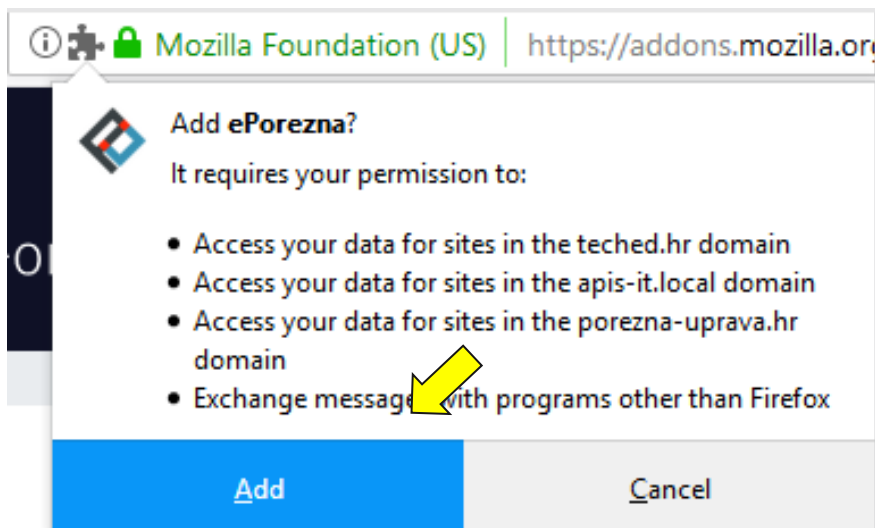 Mozilla Foundation (US) https://addons.mozilla.org
Add ePorezna?
It requires your permission to:
• Access your data for sites in the teched.hr domain
• Access your data for sites in the apis-it.local domain
• Access your data for sites in the porezna-uprava.hr
domain
• Exchange messages with programs other than Firefox
Add Cancel